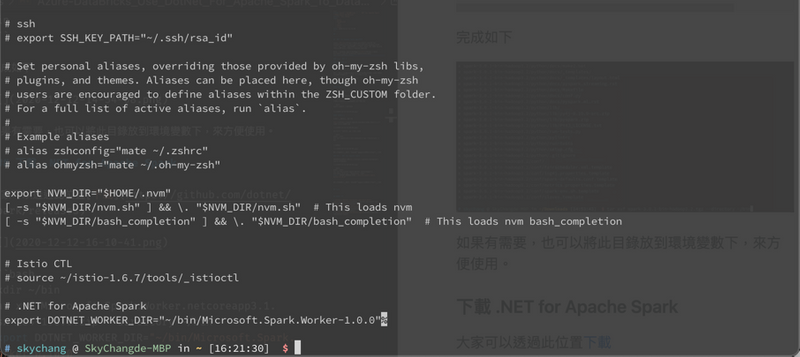 # ssh
# export SSH_KEY_PATH="~/.ssh/rsa_id"
# Set personal aliases, overriding those provided by oh-my-zsh libs,
# plugins, and themes. Aliases can be placed here, though oh-my-zsh
# users are encouraged to define aliases within the ZSH_CUSTOM folder.
# For a full list of active aliases, run `alias`.
#
# Example aliases
# alias zshconfig="mate ~/.zshrc"
# alias ohmyzsh="mate ~/.oh-my-zsh"
export NVM_DIR="$HOME/.nvm"
[ -s "$NVM_DIR/nvm.sh" ] && \. "$NVM_DIR/nvm.sh"  # This loads nvm
[ -s "$NVM_DIR/bash_completion" ] && \. "$NVM_DIR/bash_completion"  # This loads nvm bash_completion
# Istio CTL
# source ~/istio-1.6.7/tools/_istioctl
# .NET for Apache Spark
export DOTNET_WORKER_DIR="~/bin/Microsoft.Spark.Worker-1.0.0"%
# skychang @ SkyChangde-MBP in ~ [16:21:30]  $
完成如下
如果有需要，也可以將此目錄放到環境變數下，來方
便使用。
下載 .NET for Apache Spark
大家可以透過此位置下載